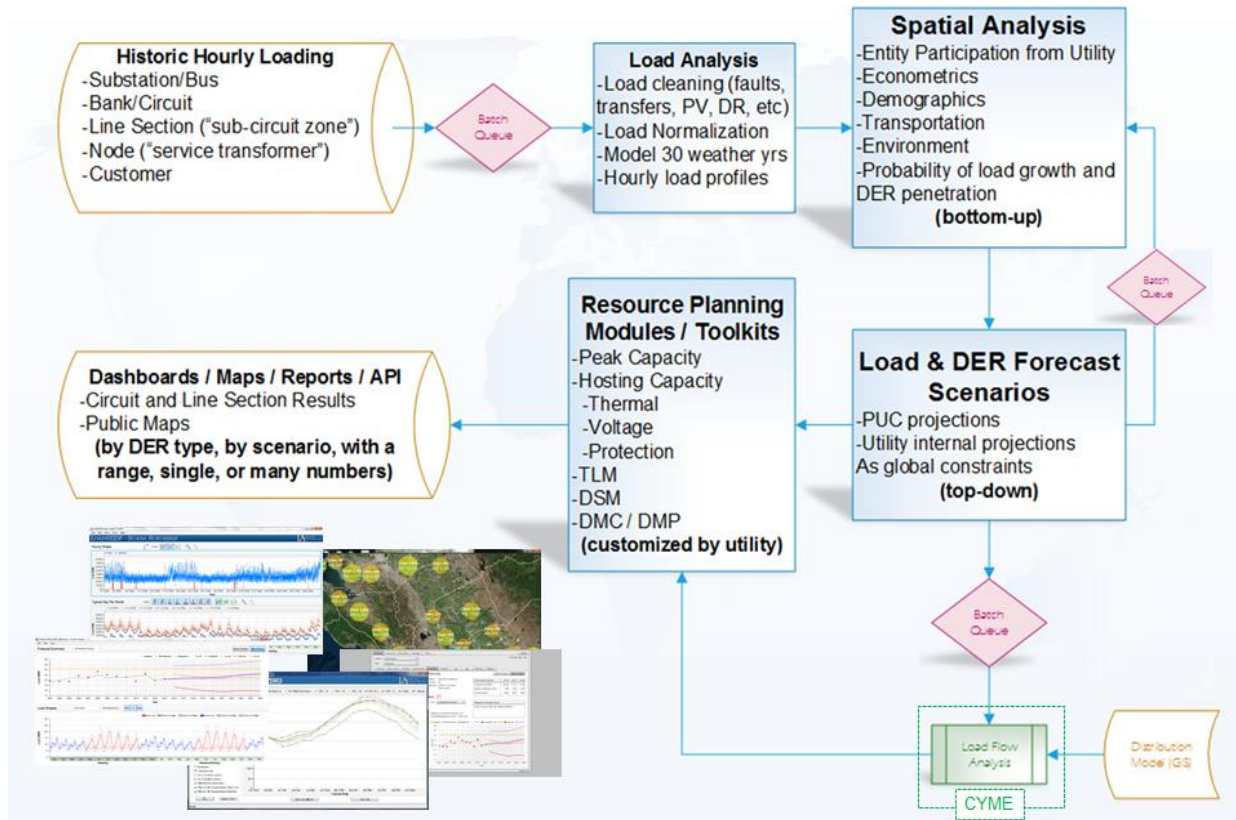 Historic Hourly Loading
-Substation/Bus
-Bank/Circuit
-Line Section (“sub-circuit zone”)
-Node (“service transformer”)
-Customer
Batch
Queue
Load Analysis
-Load cleaning (faults,
transfers, PV, DR, etc)
-Load Normalization
-Model 30 weather yrs
-Hourly load profiles
Spatial Analysis
-Entity Participation from Utility
-Econometrics
-Demographics
-Transportation
-Environment
-Probability of load growth and
DER penetration
(bottom-up)
Batch
Queue
Load & DER Forecast
Scenarios
-PUC projections
-Utility internal projections
As global constraints
(top-down)
Resource Planning
Modules / Toolkits
-Peak Capacity
-Hosting Capacity
-Thermal
-Voltage
-Protection
-TLM
-DSM
-DMC / DMP
(customized by utility)
Dashboards / Maps / Reports / API
-Circuit and Line Section Results
-Public Maps
(by DER type, by scenario, with a
range, single, or many numbers)
Batch
Queue
Load Flow
Analysis
CYME
Distribution
Model (GIS)